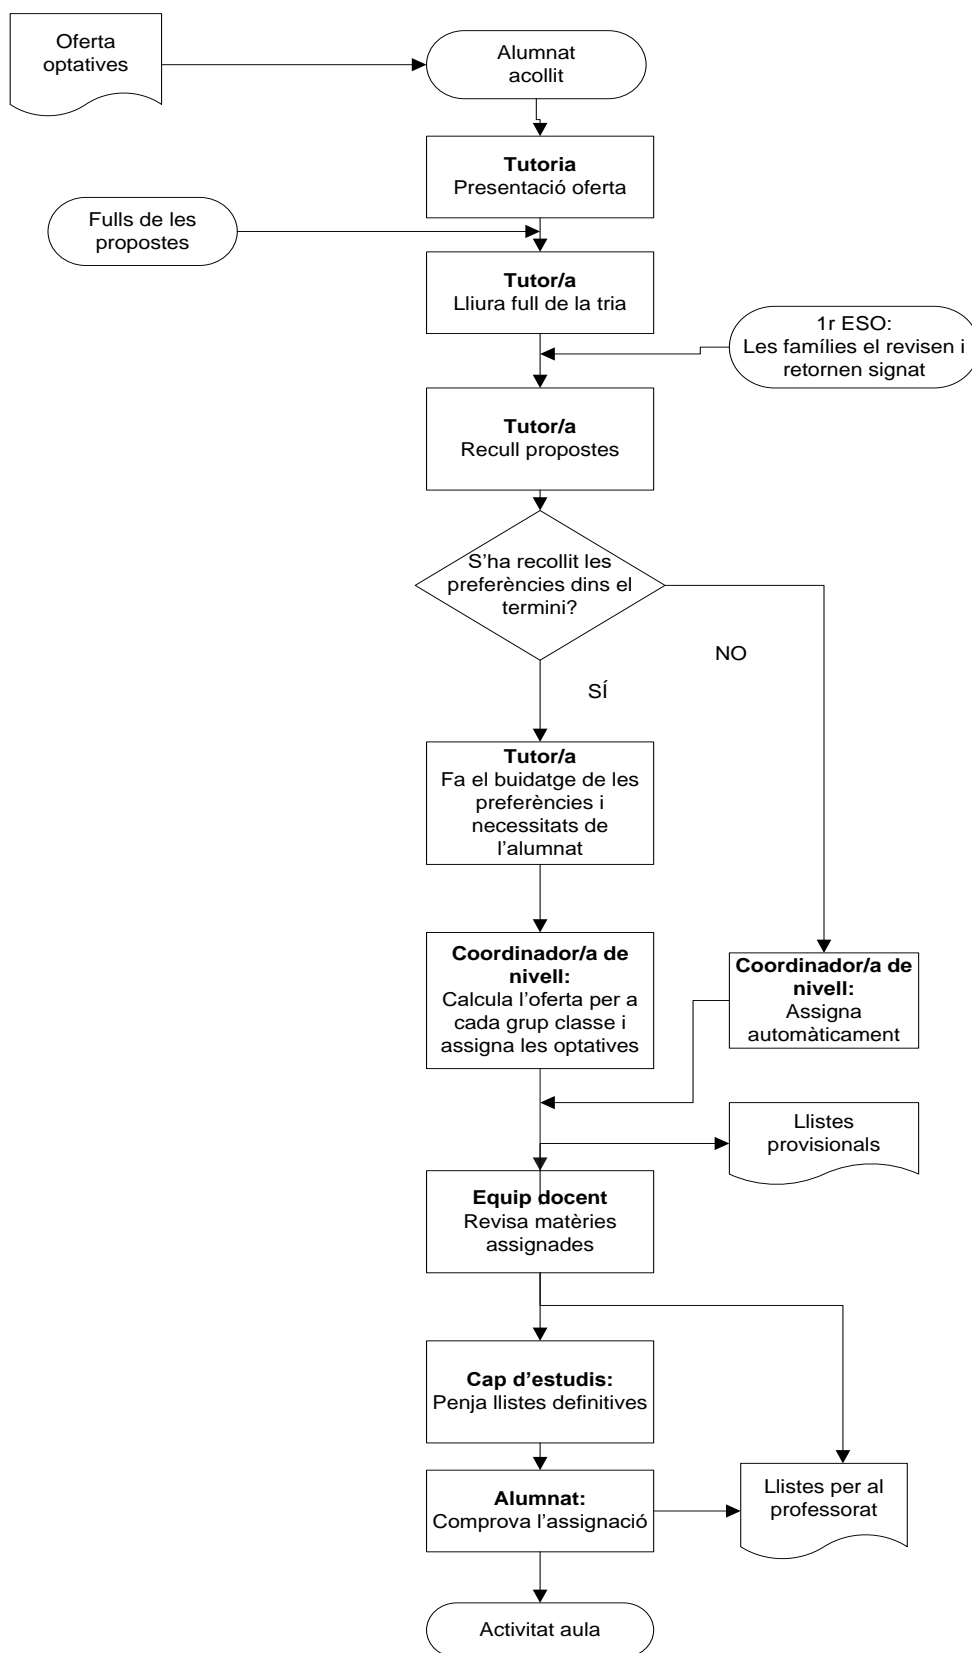 Oferta
optatives
Alumnat
acollit
Tutoria
Presentació oferta
Fulls de les
propostes
Tutor/a
Lliura full de la tria
1r ESO:
Les famílies el revisen i
retornen signat
Tutor/a
Recull propostes
S’ha recollit les
preferències dins el
termini?
NO
SÍ
Tutor/a
Fa el buidatge de les
preferències i
necessitats de
l’alumnat
Coordinador/a de
nivell:
Calcula l’oferta per a
cada grup classe i
assigna les optatives
Coordinador/a de
nivell:
Assigna
automàticament
Llistes
provisionals
Equip docent
Revisa matèries
assignades
Cap d’estudis:
Penja llistes definitives
Alumnat:
Comprova l’assignació
Llistes per al
professorat
Activitat aula